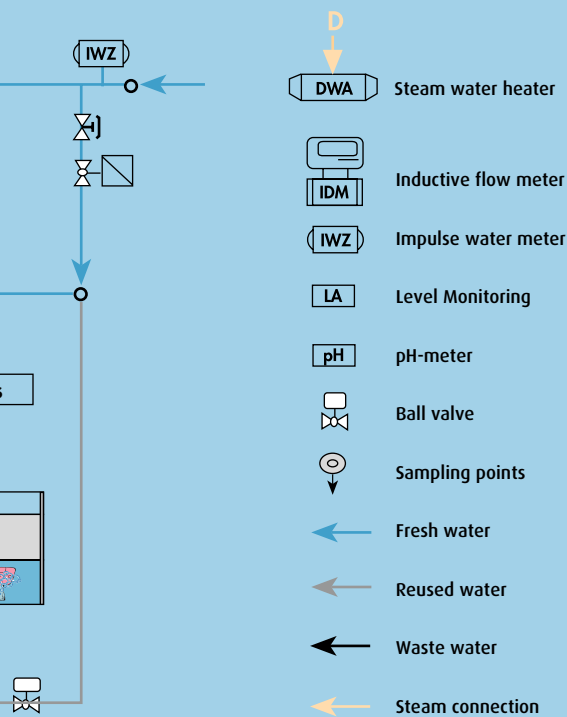 IWZ
D
DWA
Steam water heater
IDM
Inductive flow meter
IWZ
Impulse water meter
LA
Level Monitoring
pH
pH-meter
Ball valve
Sampling points
Fresh water
Reused water
Waste water
Steam connection